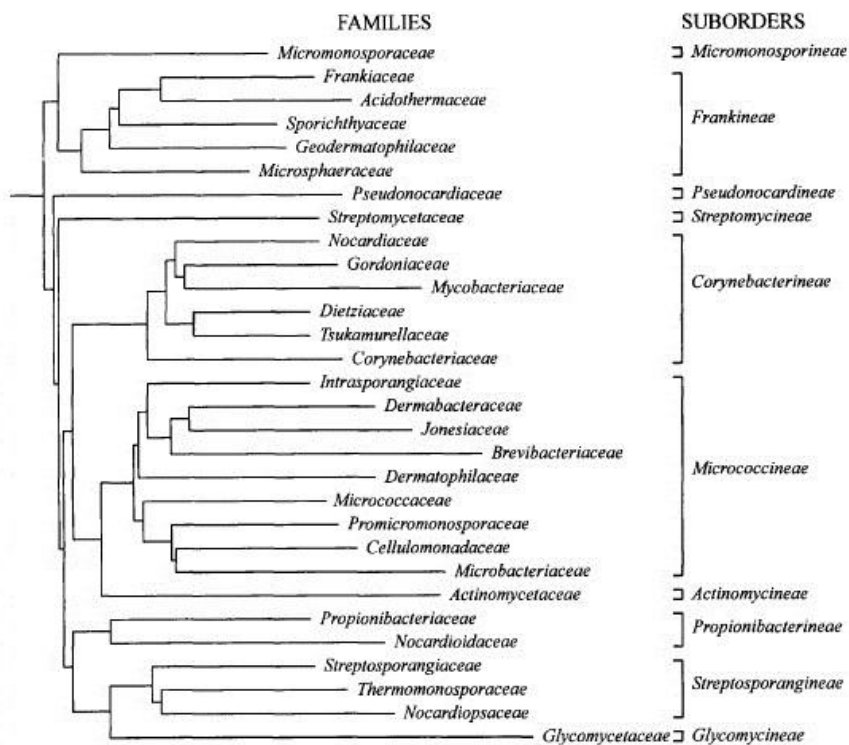 FAMILIES SUBORDERS
Micromonosporaceae Micromonosporineae
Frankiaceae
Acidothermaceae
Sporichthyaceae Frankineae
Geodermatophilaceae
Microsphaeraceae
Pseudonocardiaceae Pseudonocardineae
Streptomycetaceae Streptomycineae
Nocardiaceae
Gordoniaceae
Mycobacteriaceae Corynebacterineae
Dietziaceae
Tsukamurellaceae
Corynebacteriaceae
Intrasporangiaceae
Dermabacteraceae
Jonesiaceae
Brevibacteriaceae
Dermatophilaceae Micrococcineae
Micrococcaceae
Promicromonosporaceae
Cellulomonadaceae
Microbacteriaceae
Actinomycetaceae Actinomycineae
Propionibacteriaceae Propionibacterineae
Nocardioidaceae
Streptosporangiaceae
Thermomonosporaceae Streptosporangineae
Nocardiopsaceae
Glycomycetaceae Glycomycineae